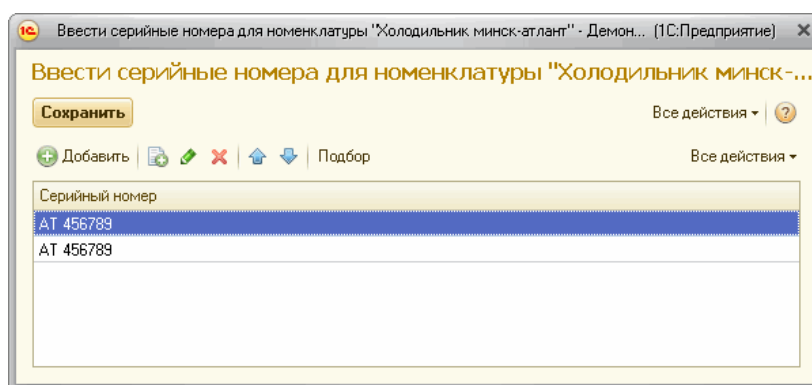 Ввести серийные номера для номенклатуры "Холодильник минск-атлант" - Демон... (1С:Предприятие)
Ввести серийные номера для номенклатуры "Холодильник минск-...
Сохранить Все действия
Добавить Подбор Все действия
Серийный номер
АТ 456789
АТ 456789